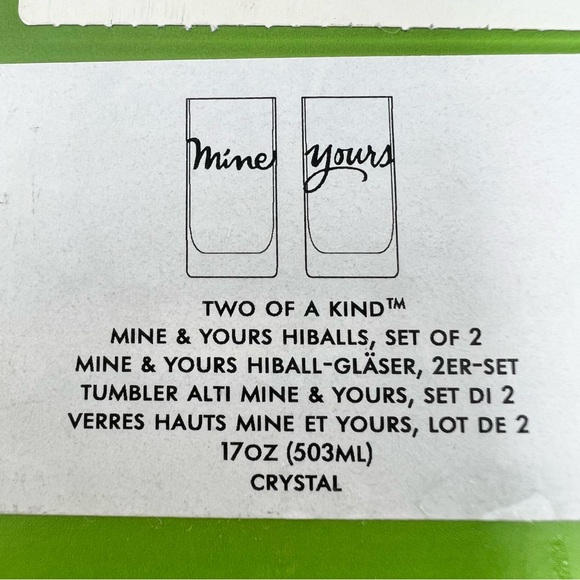 Mine yours
TWO OF A KIND™
MINE & YOURS HIBALLS, SET OF 2
MINE & YOURS HIBALL-GLÄSER, 2ER-SET
TUMBLER ALTI MINE & YOURS, SET DI 2
VERRES HAUTS MINE ET YOURS, LOT DE 2
17OZ (503ML)
CRYSTAL